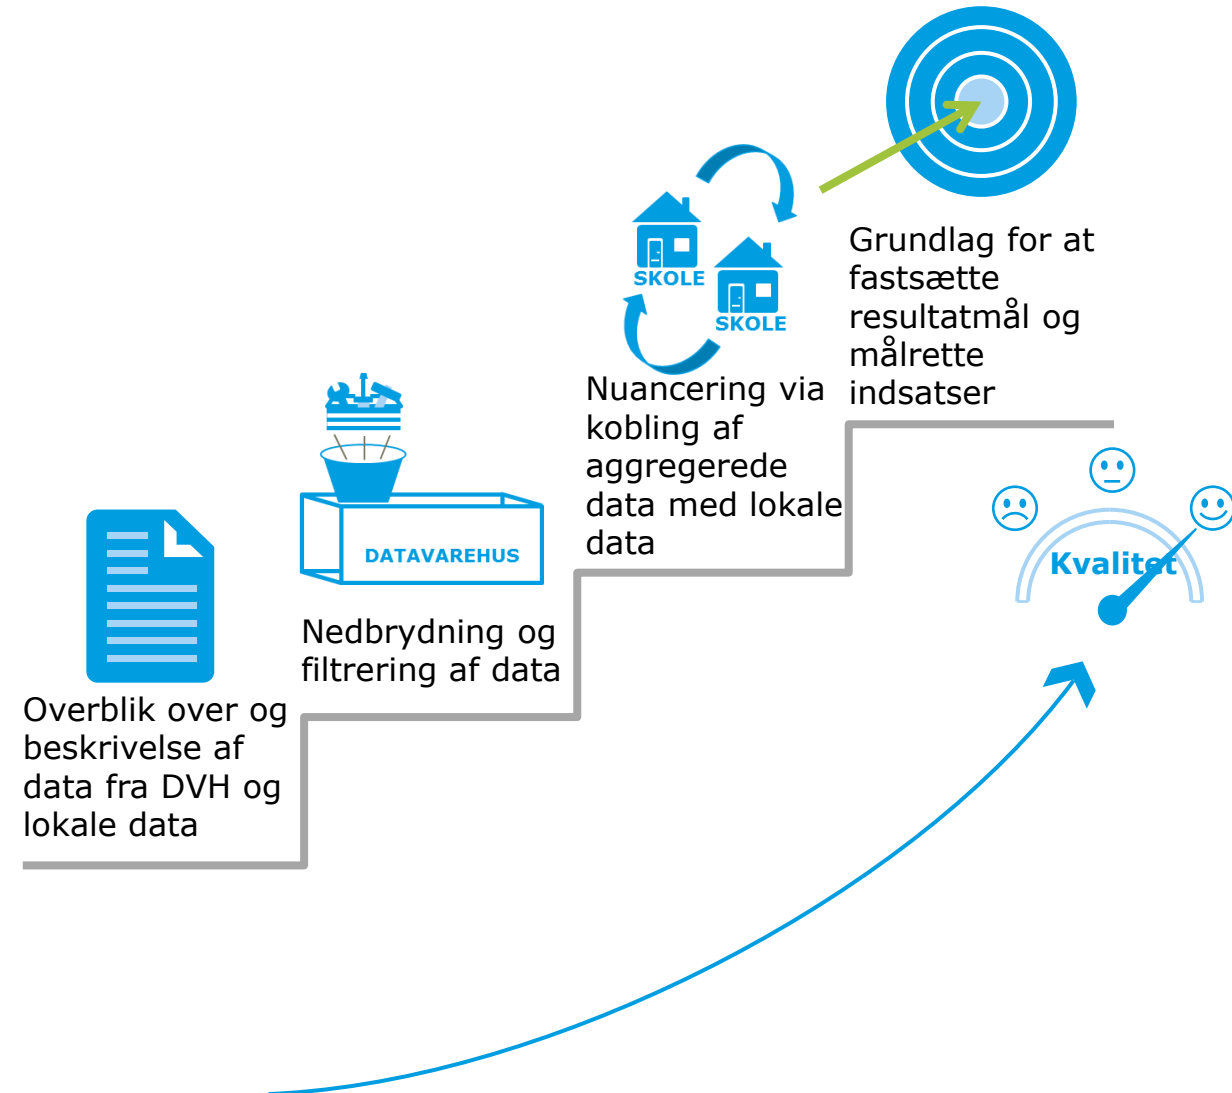 Overblik over og
beskrivelse af
data fra DVH og
lokale data
DATAVAREHUS
Nedbrydning og
filtrering af data
SKOLE
SKOLE
Nuancering via
kobling af
aggregerede
data med lokale
data
Grundlag for at
fastsætte
resultatmål og
målrette
indsatser
Kvalitet